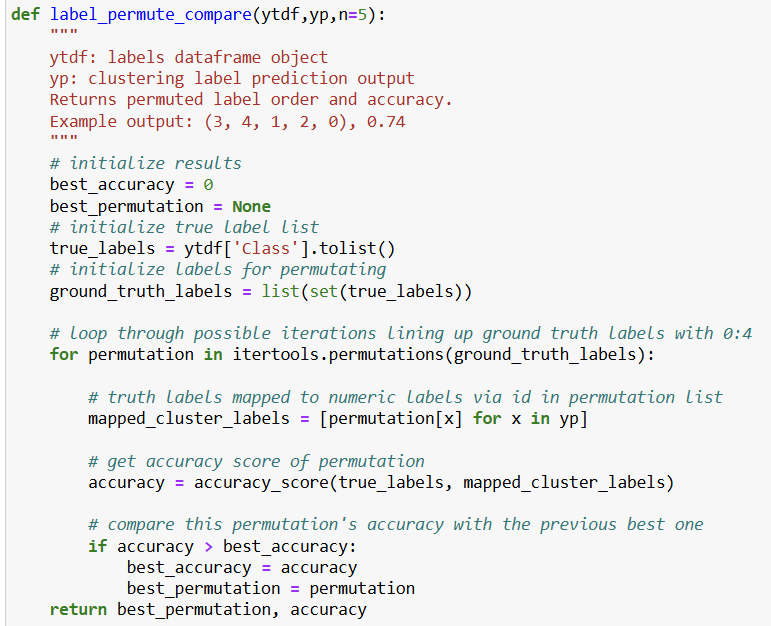 def label_permute_compare(ytdf,yp,n=5):
    """
    ytdf: labels dataframe object
    yp: clustering label prediction output
    Returns permuted label order and accuracy.
    Example output: (3, 4, 1, 2, 0), 0.74
    """
    # initialize results
    best_accuracy = 0
    best_permutation = None
    # initialize true label list
    true_labels = ytdf['Class'].tolist()
    # initialize labels for permutating
    ground_truth_labels = list(set(true_labels))

    # loop through possible iterations lining up ground truth labels with 0:4
    for permutation in itertools.permutations(ground_truth_labels):

        # truth labels mapped to numeric labels via id in permutation list
        mapped_cluster_labels = [permutation[x] for x in yp]

        # get accuracy score of permutation
        accuracy = accuracy_score(true_labels, mapped_cluster_labels)

        # compare this permutation's accuracy with the previous best one
        if accuracy > best_accuracy:
            best_accuracy = accuracy
            best_permutation = permutation
    return best_permutation, accuracy